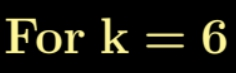 For k = 6